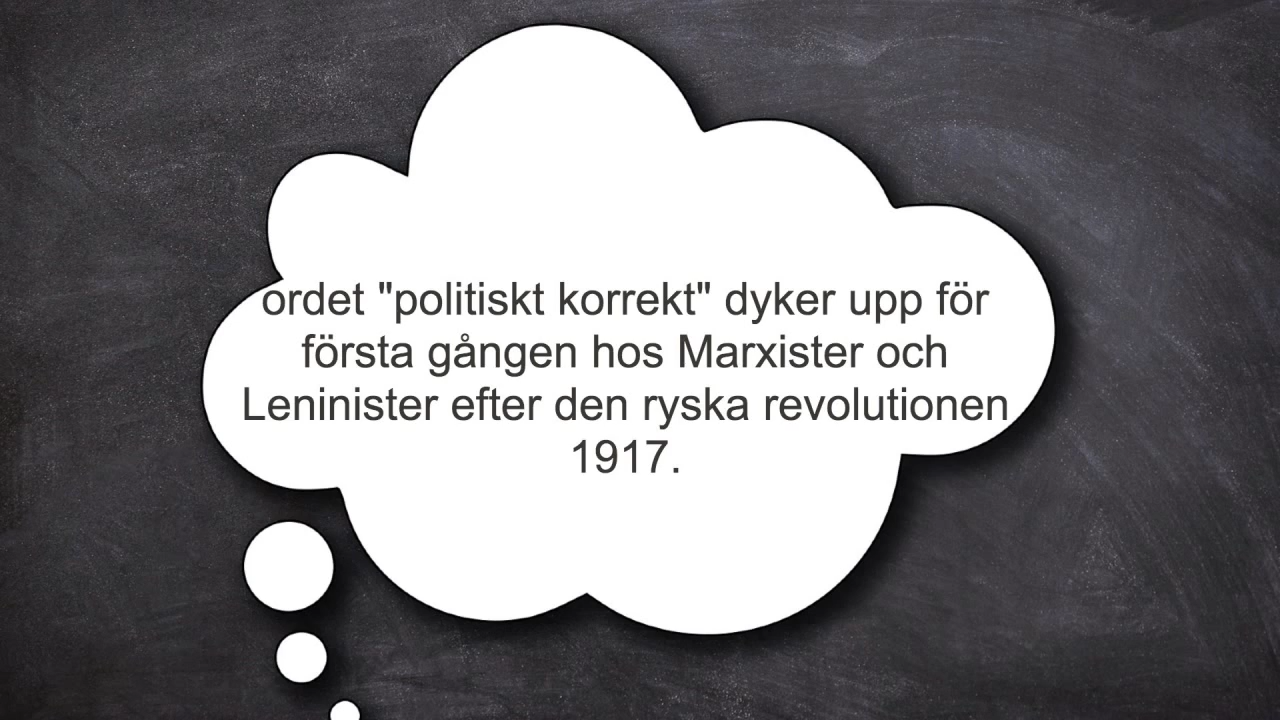 ordet "politiskt korrekt" dyker upp för
första gången hos Marxister och
Leninister efter den ryska revolutionen
1917.